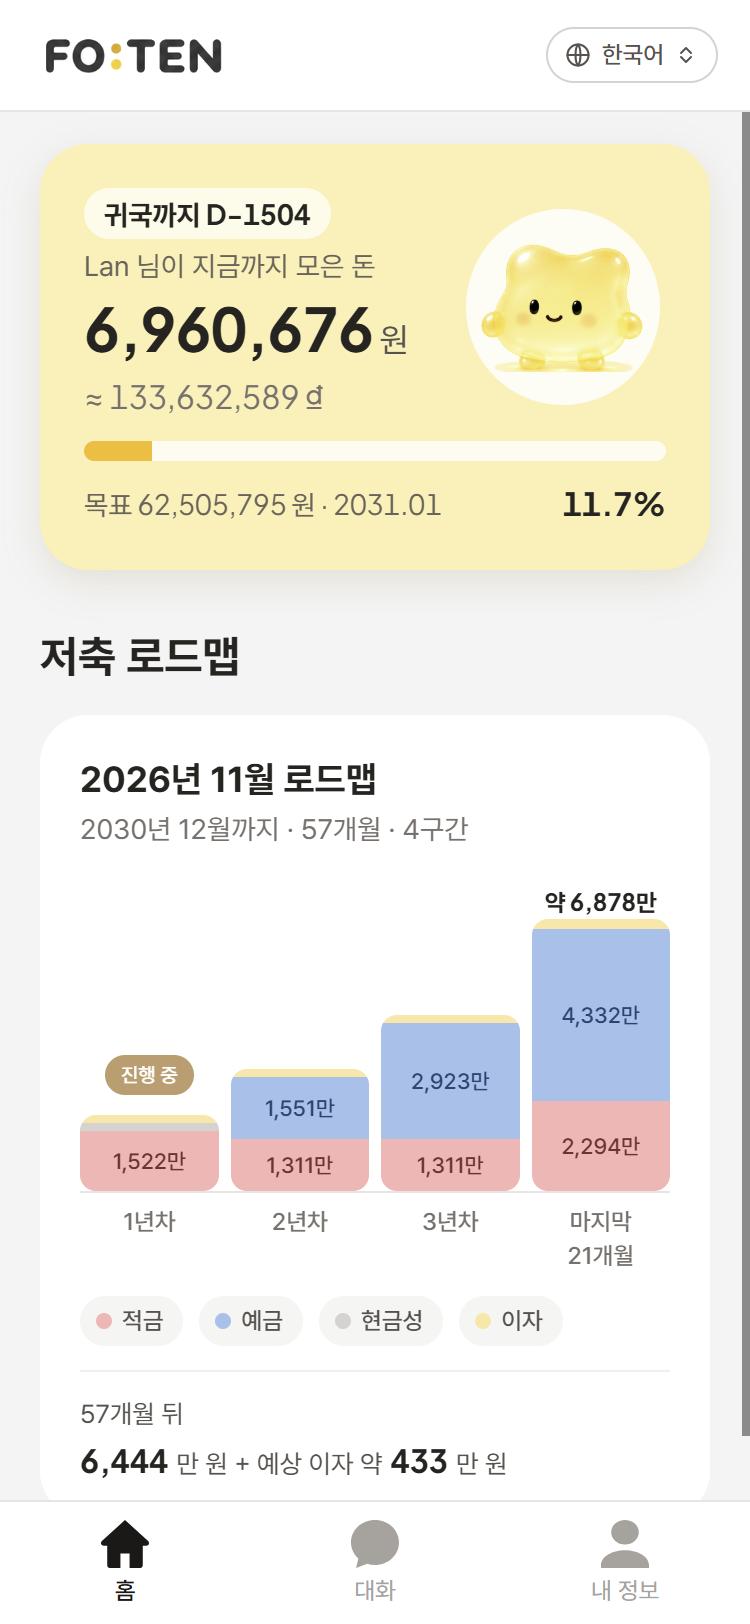 FO:TEN
한국어
귀국까지 D-1504
Lan 님이 지금까지 모은 돈
6,960,676 원
≈ 133,632,589 ₫
목표 62,505,795 원 · 2031.01
11.7%
저축 로드맵
2026년 11월 로드맵
2030년 12월까지 · 57개월 · 4구간
약 6,878만
4,332만
2,923만
진행 중
1,551만
1,522만
1,311만
1,311만
2,294만
1년차
2년차
3년차
마지막
21개월
적금
예금
현금성
이자
57개월 뒤
6,444 만 원 + 예상 이자 약 433 만 원
홈
대화
내 정보